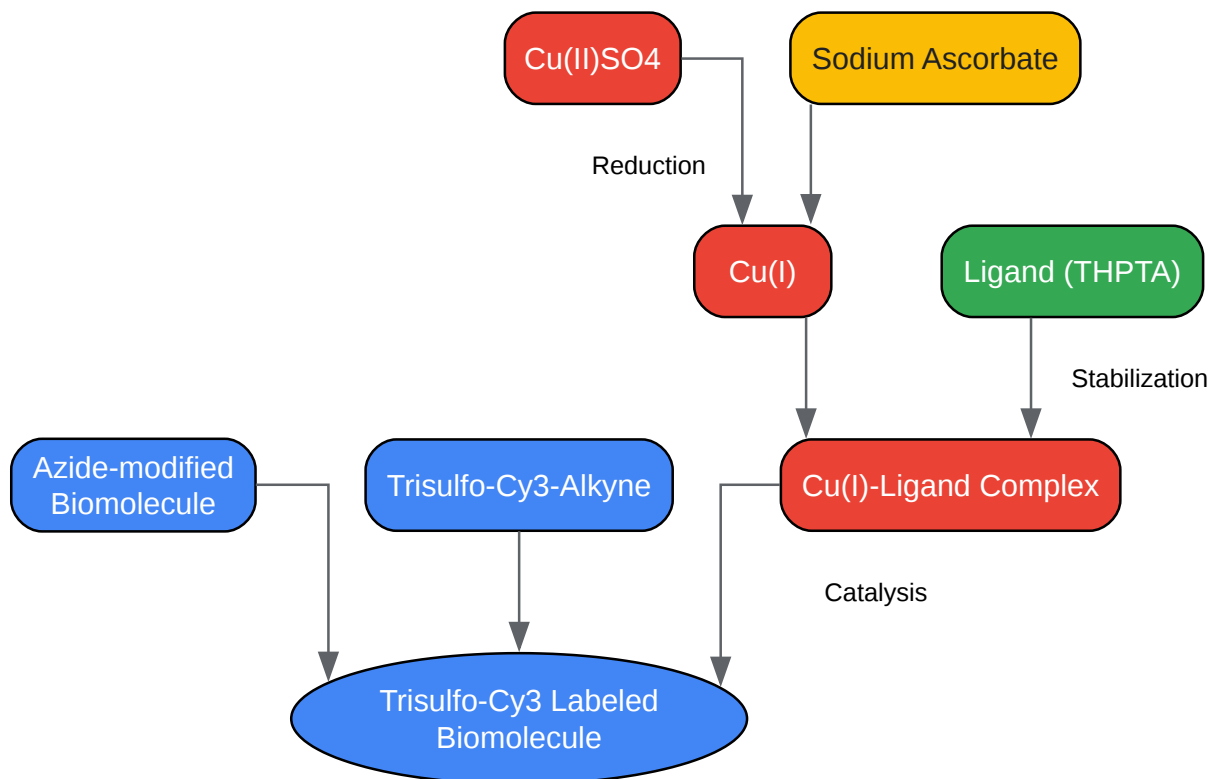 Cu(II)SO4
Sodium Ascorbate
Reduction
Cu(I)
Ligand (THPTA)
Stabilization
Azide-modified
Biomolecule
Trisulfo-Cy3-Alkyne
Cu(I)-Ligand Complex
Catalysis
Trisulfo-Cy3 Labeled
Biomolecule